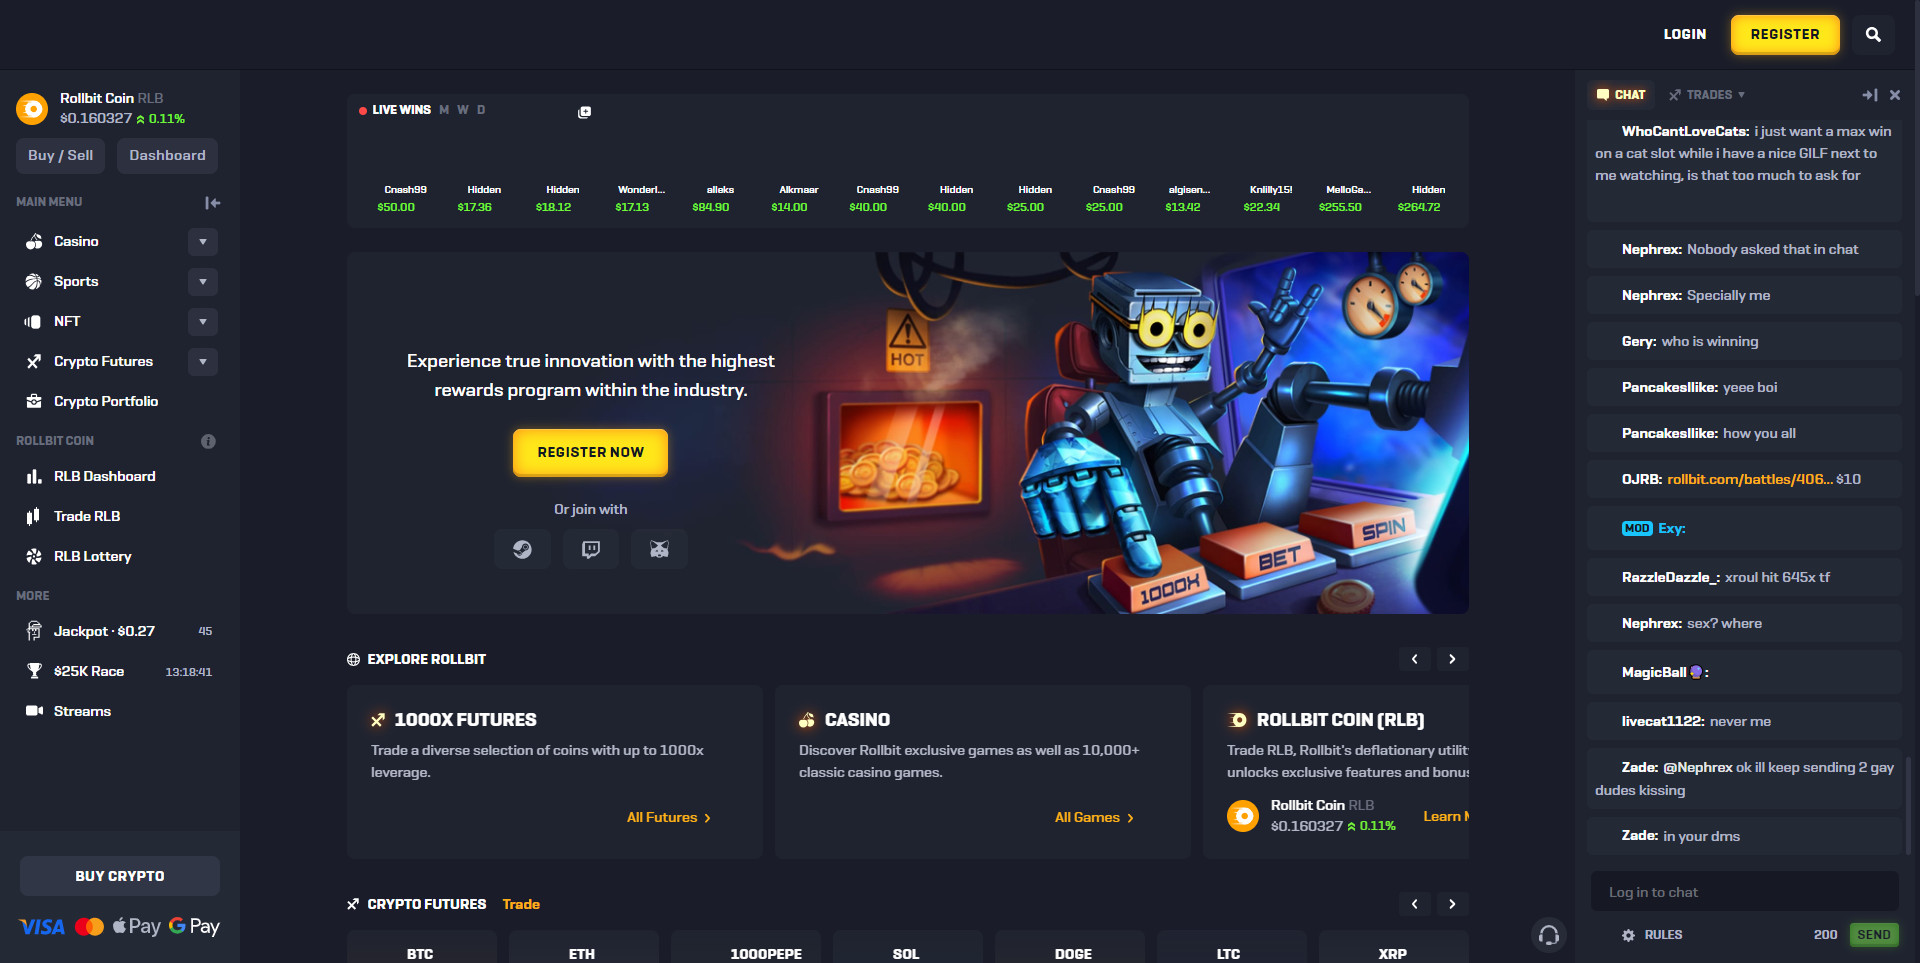 LOGIN
REGISTER
Rollbit Coin RLB
$0.160327 0.11%
Buy / Sell
Dashboard
MAIN MENU
Casino
Sports
NFT
Crypto Futures
Crypto Portfolio
ROLLBIT COIN
RLB Dashboard
Trade RLB
RLB Lottery
MORE
Jackpot · $0.27 45
$25K Race 13:18:41
Streams
BUY CRYPTO
VISA Pay G Pay
LIVE WINS M W D
Cnash99 Hidden Hidden Wonderl... alleks Alkmaar Cnash99 Hidden Hidden Cnash99 algisen... Knlilly15! MelloGa... Hidden
$50.00 $17.36 $18.12 $17.13 $84.90 $14.00 $40.00 $40.00 $25.00 $25.00 $13.42 $22.34 $255.50 $264.72
Experience true innovation with the highest
rewards program within the industry.
REGISTER NOW
Or join with
HOT
1000X
BET
SPIN
EXPLORE ROLLBIT
1000X FUTURES
Trade a diverse selection of coins with up to 1000x
leverage.
All Futures
CASINO
Discover Rollbit exclusive games as well as 10,000+
classic casino games.
All Games
ROLLBIT COIN (RLB)
Trade RLB, Rollbit's deflationary utilit
unlocks exclusive features and bonus
Rollbit Coin RLB
$0.160327 0.11%
Learn M
CRYPTO FUTURES Trade
BTC
ETH
1000PEPE
SOL
DOGE
LTC
XRP
CHAT
TRADES
WhoCantLoveCats: i just want a max win
on a cat slot while i have a nice GILF next to
me watching, is that too much to ask for
Nephrex: Nobody asked that in chat
Nephrex: Specially me
Gery: who is winning
Pancakesllike: yeee boi
Pancakesllike: how you all
OJRB: rollbit.com/battles/406... $10
MOD Exy:
RazzleDazzle_: xroul hit 645x tf
Nephrex: sex? where
MagicBall🔮:
livecat1122: never me
Zade: @Nephrex ok ill keep sending 2 gay
dudes kissing
Zade: in your dms
Log in to chat
RULES
200
SEND